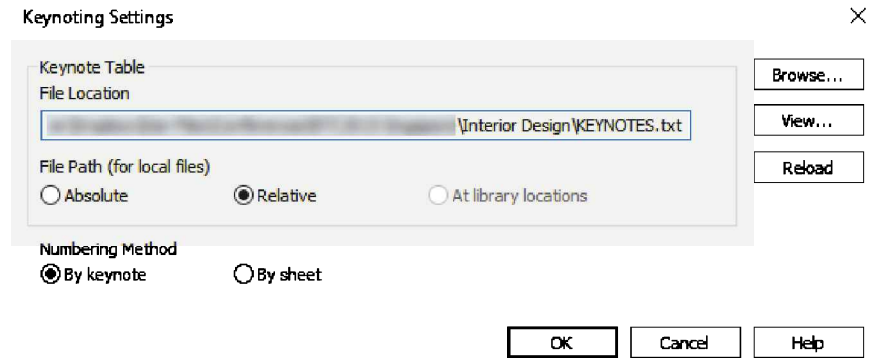 Keynoting Settings
Keynote Table
Browse...
File Location
\Interior Design\KEYNOTES.txt
View...
File Path (for local files)
Reload
Absolute Relative At library locations
Numbering Method
By keynote By sheet
OK Cancel Help